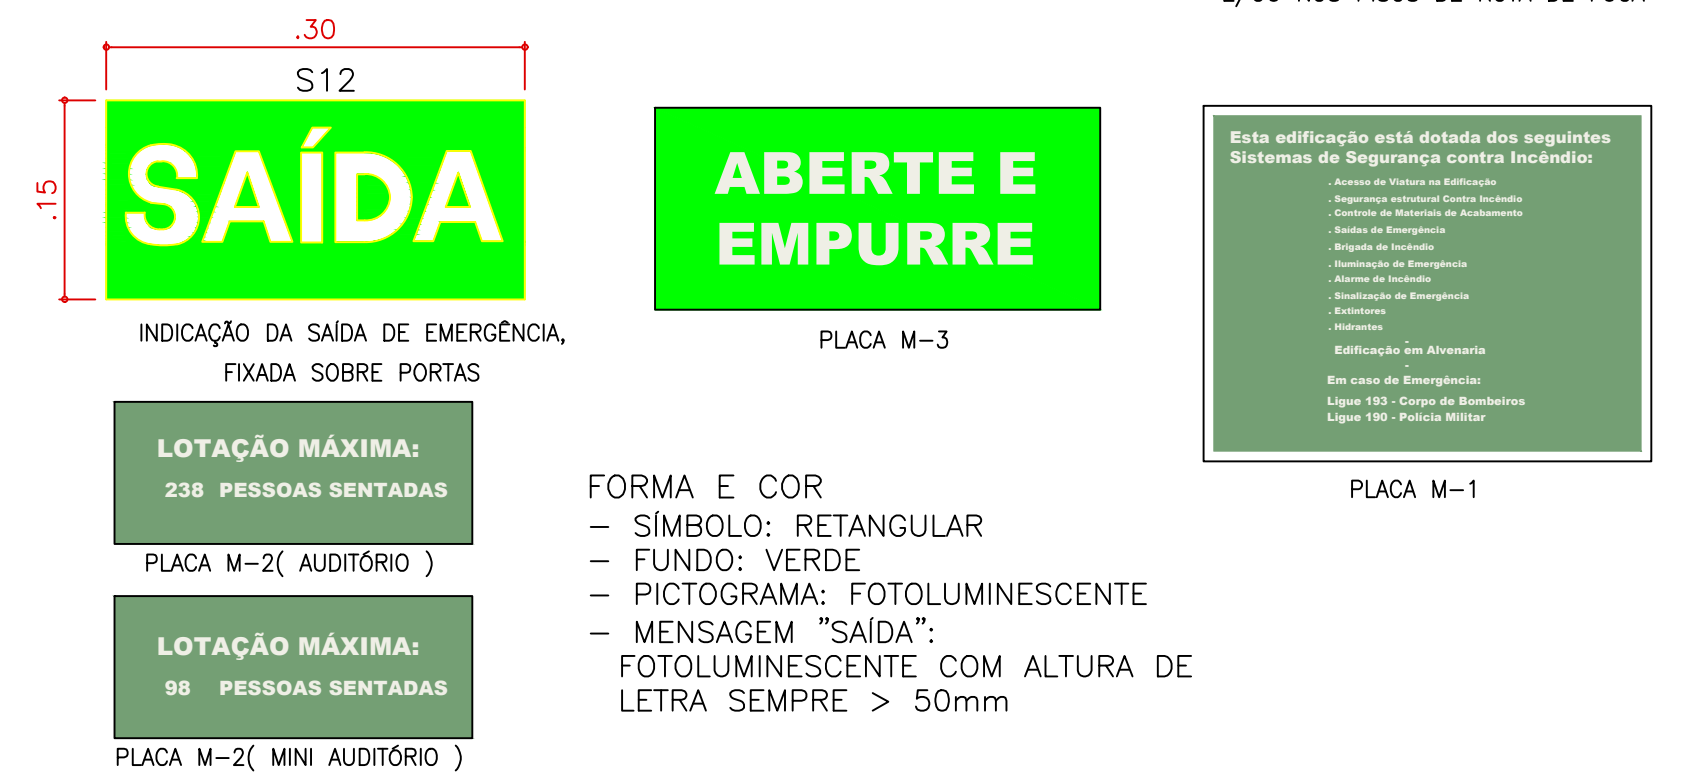 .30
S12
.15
SAÍDA
INDICAÇÃO DA SAÍDA DE EMERGÊNCIA,
FIXADA SOBRE PORTAS
ABERTE E
EMPURRE
PLACA M-3
Esta edificação está dotada dos seguintes
Sistemas de Segurança contra Incêndio:
. Acesso de Viatura na Edificação
. Segurança estrutural Contra Incêndio
. Controle de Materiais de Acabamento
. Saídas de Emergência
. Brigada de Incêndio
. Iluminação de Emergência
. Alarme de Incêndio
. Sinalização de Emergência
. Extintores
. Hidrantes
-
Edificação em Alvenaria
-
Em caso de Emergência:
Ligue 193 - Corpo de Bombeiros
Ligue 190 - Polícia Militar
PLACA M-1
LOTAÇÃO MÁXIMA:
238 PESSOAS SENTADAS
PLACA M-2( AUDITÓRIO )
LOTAÇÃO MÁXIMA:
98 PESSOAS SENTADAS
PLACA M-2( MINI AUDITÓRIO )
FORMA E COR
- SÍMBOLO: RETANGULAR
- FUNDO: VERDE
- PICTOGRAMA: FOTOLUMINESCENTE
- MENSAGEM "SAÍDA":
FOTOLUMINESCENTE COM ALTURA DE
LETRA SEMPRE > 50mm